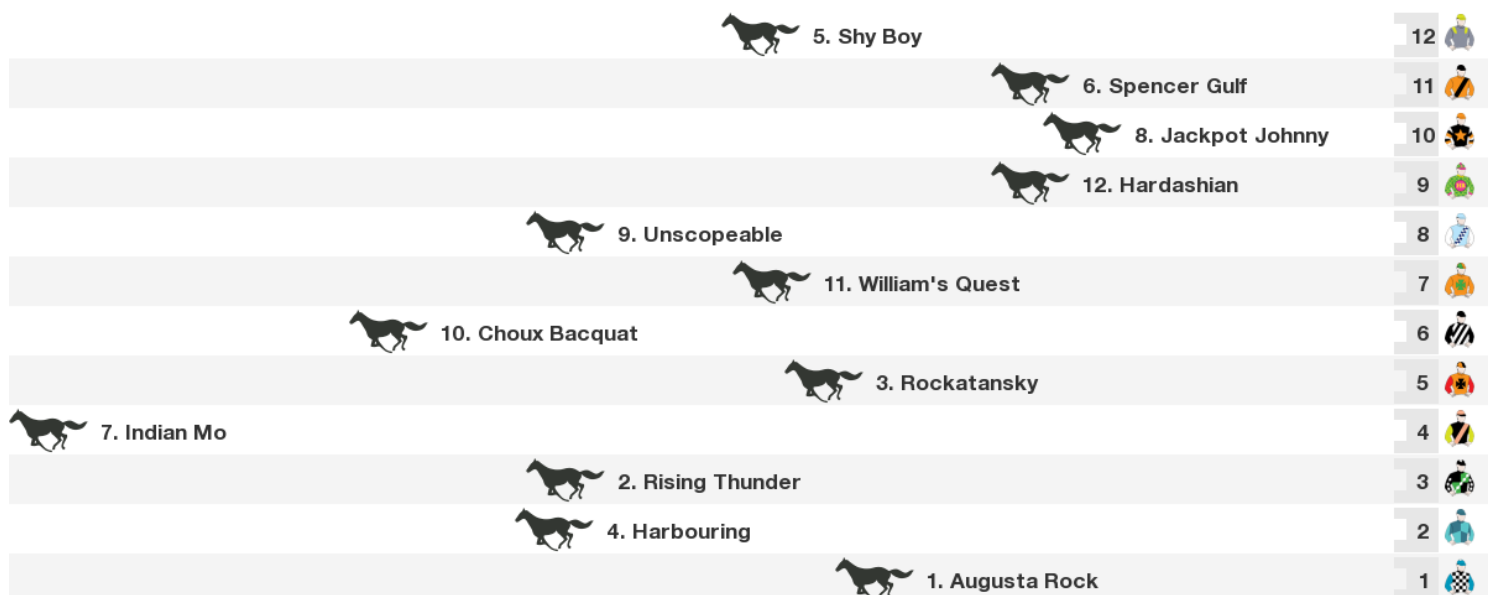 5. Shy Boy 12
6. Spencer Gulf 11
8. Jackpot Johnny 10
12. Hardashian 9
9. Unscopeable 8
11. William's Quest 7
10. Choux Bacquat 6
3. Rockatansky 5
7. Indian Mo 4
2. Rising Thunder 3
4. Harbouring 2
1. Augusta Rock 1